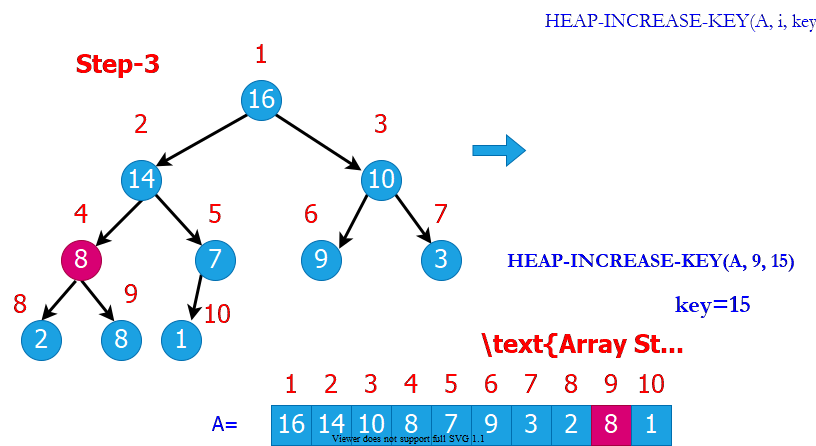 HEAP-INCREASE-KEY(A, i, key
Step-3
1
16
2
3
14
10
4
5
6
7
8
7
9
3
HEAP-INCREASE-KEY(A, 9, 15)
8
9
10
key=15
2
8
1
\text{Array St...
1 2 3 4 5 6 7 8 9 10
A= 16 14 10 8 7 9 3 2 8 1
Viewer does not support full SVG 1.1